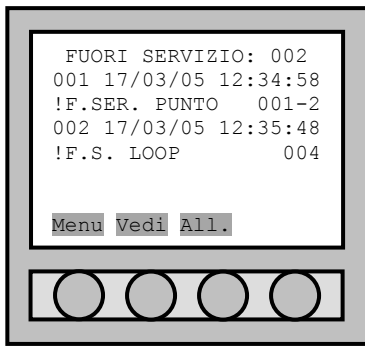 FUORI SERVIZIO: 002
001 17/03/05 12:34:58
!F.SER. PUNTO 001-2
002 17/03/05 12:35:48
!F.S. LOOP 004
Menu Vedi All.